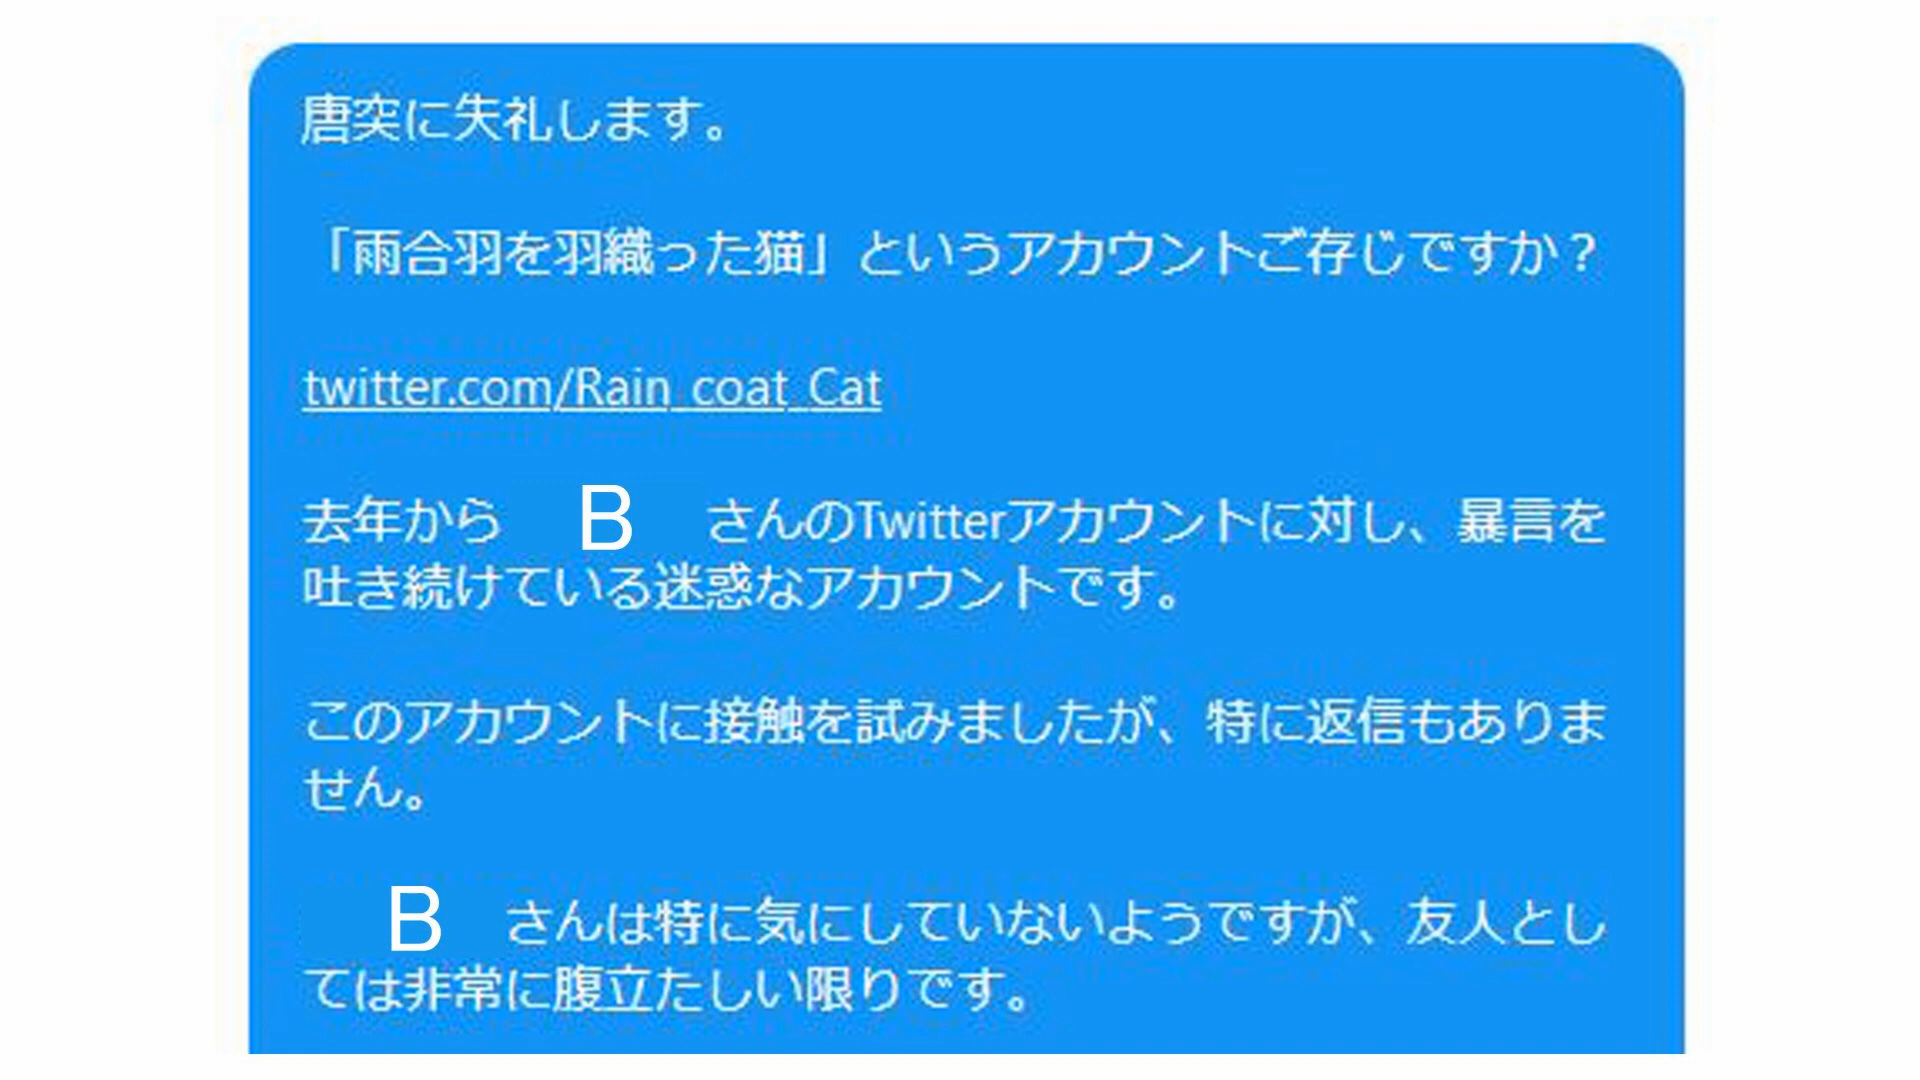 唐突に失礼します。
「雨合羽を羽織った猫」というアカウントご存じですか？
twitter.com/Rain_coat_Cat
去年から B さんのTwitterアカウントに対し、暴言を
吐き続けている迷惑なアカウントです。
このアカウントに接触を試みましたが、特に返信もありま
せん。
B さんは特に気にしていないようですが、友人とし
ては非常に腹立たしい限りです。